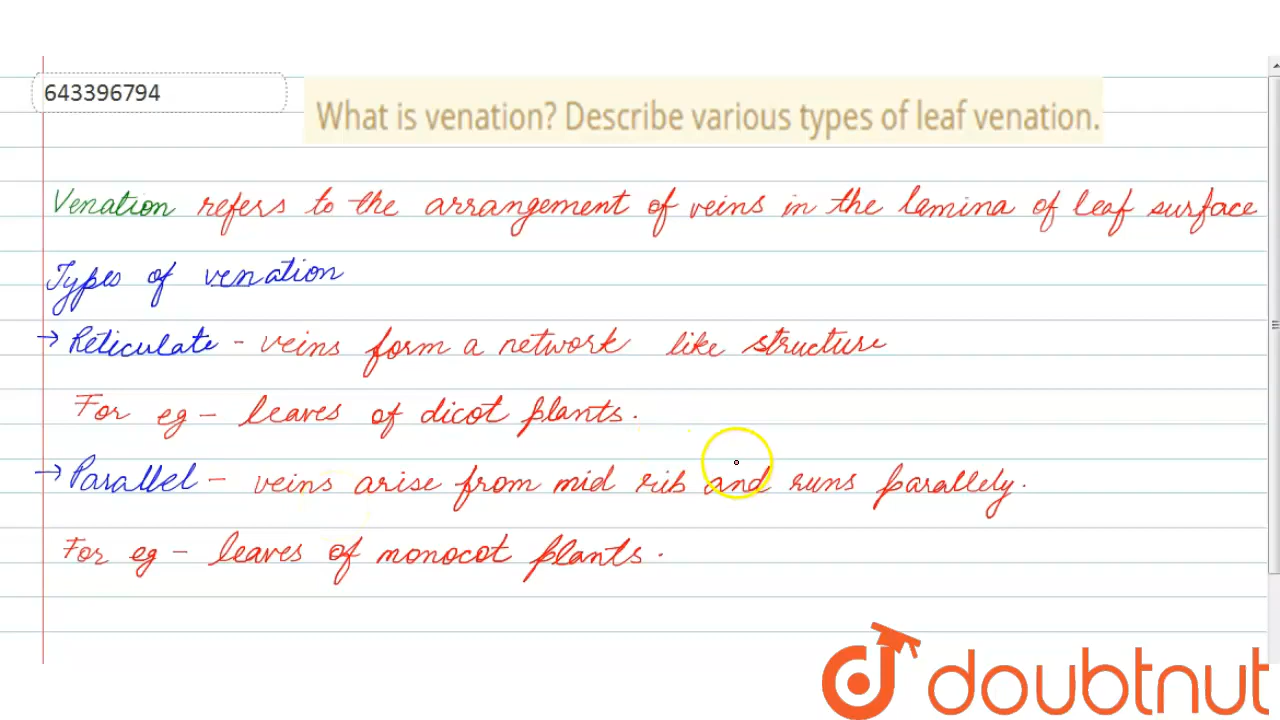 643396794
What is venation? Describe various types of leaf venation.
Venation refers to the arrangement of veins in the lamina of leaf surface
Types of venation
→ Reticulate - veins form a network like structure
For eg - leaves of dicot plants.
→ Parallel - veins arise from mid rib and runs parallely.
For eg - leaves of monocot plants.
doubtnut